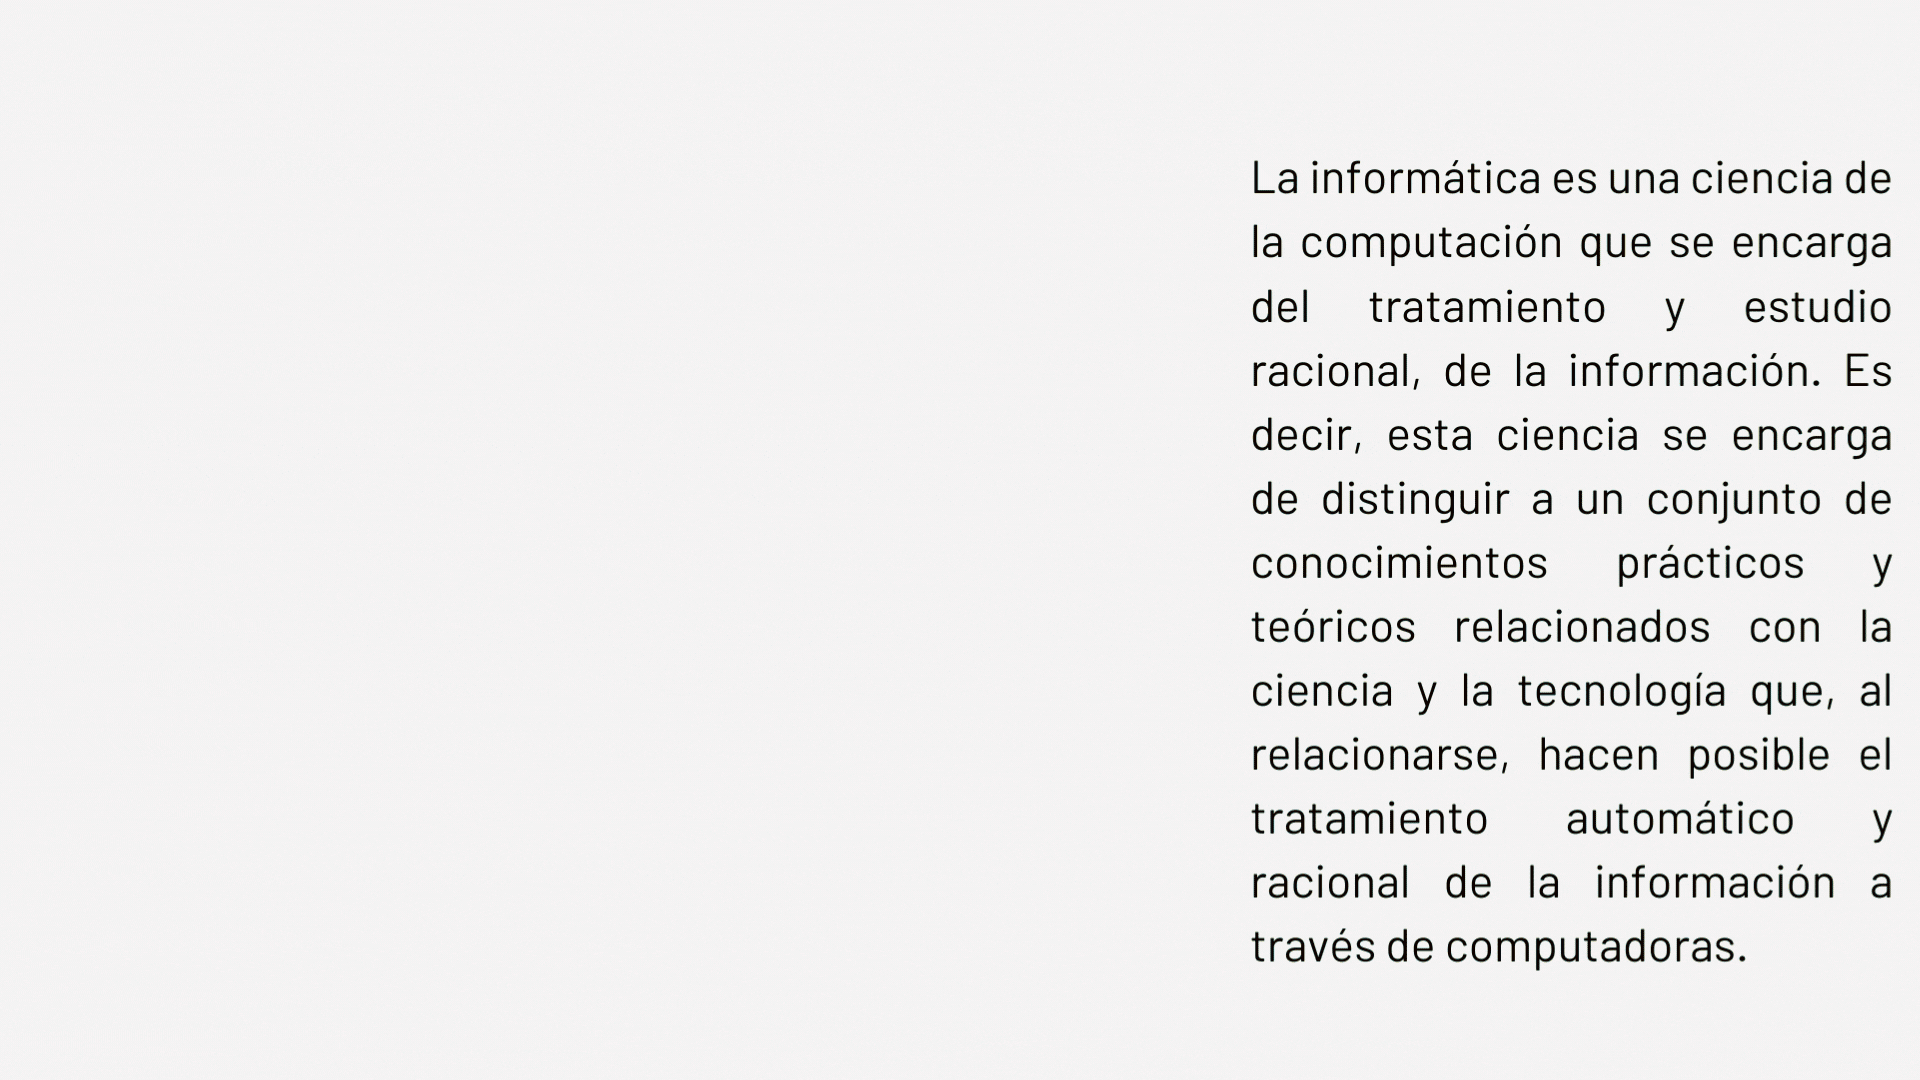 La informática es una ciencia de
la computación que se encarga
del tratamiento y estudio
racional, de la información. Es
decir, esta ciencia se encarga
de distinguir a un conjunto de
conocimientos prácticos y
teóricos relacionados con la
ciencia y la tecnología que, al
relacionarse, hacen posible el
tratamiento automático y
racional de la información a
través de computadoras.